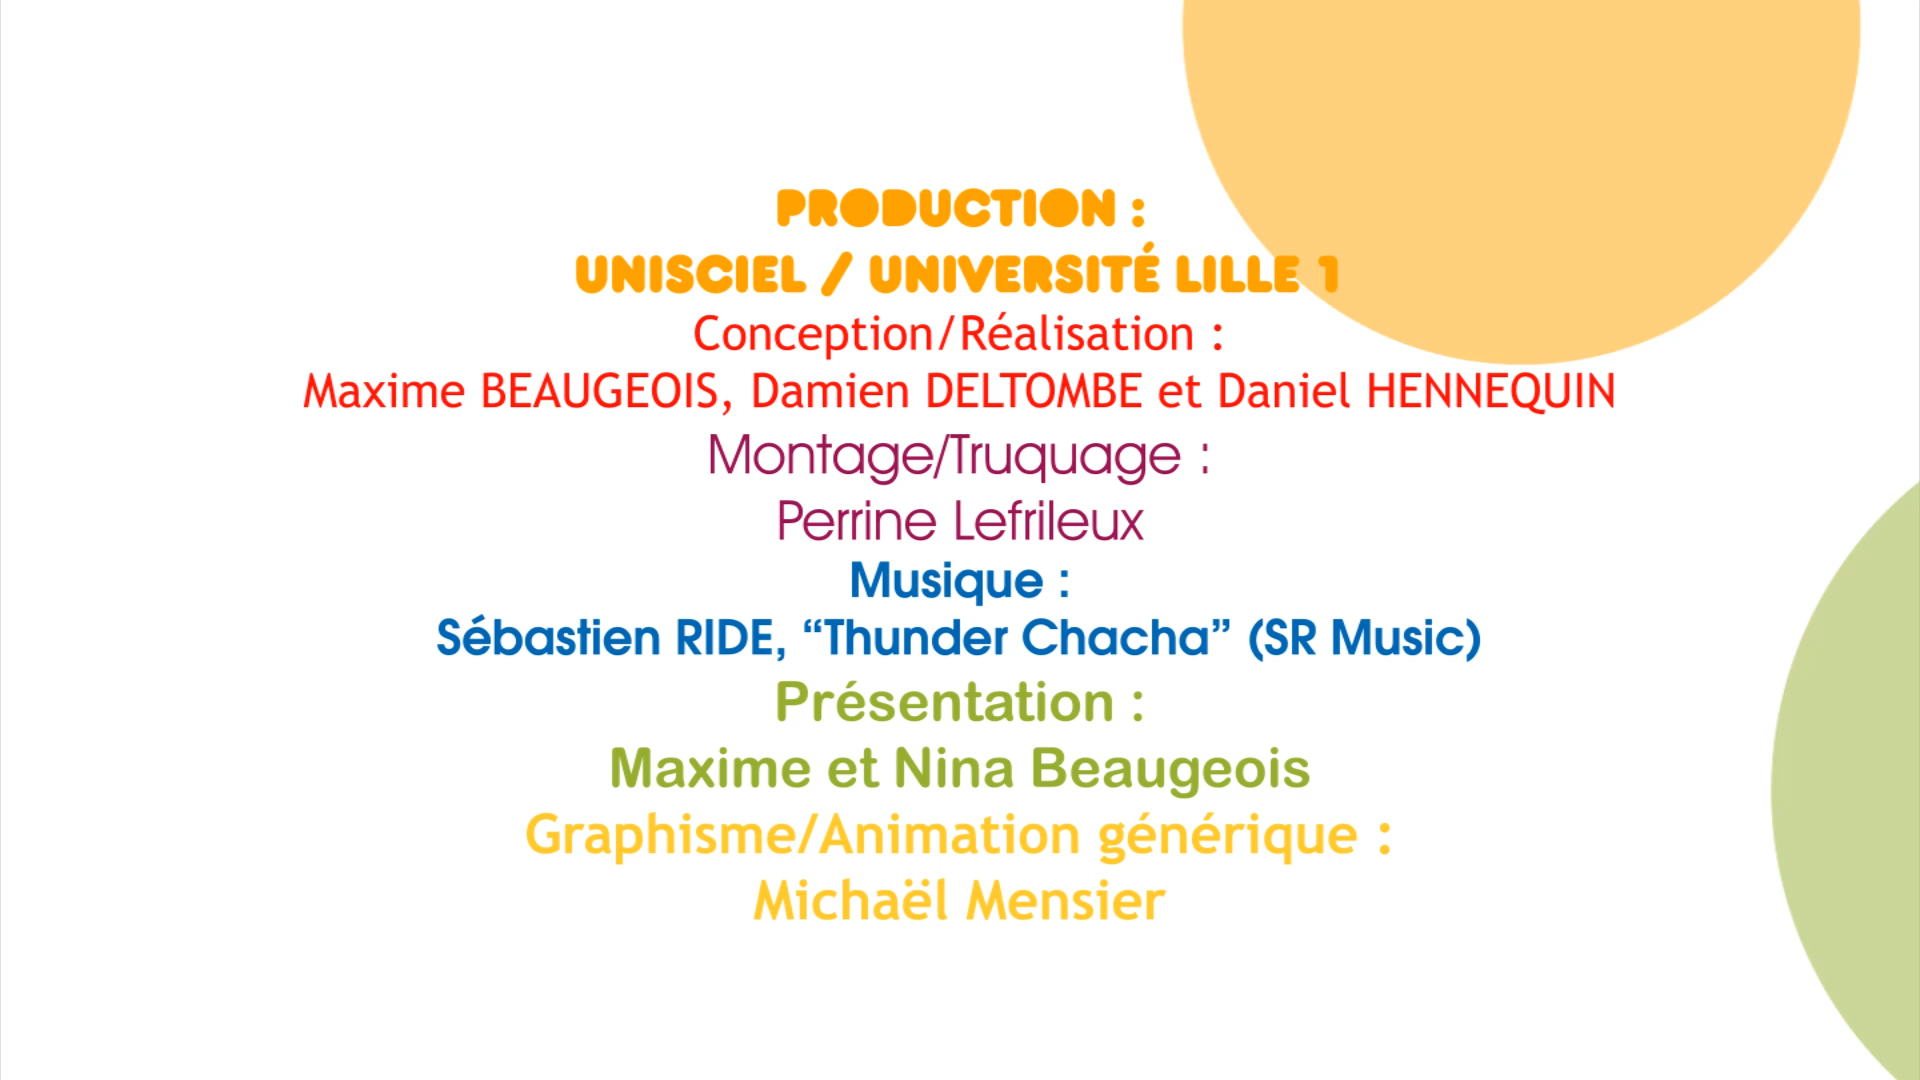 PRODUCTION :
UNISCIEL / UNIVERSITÉ LILLE 1
Conception/Réalisation :
Maxime BEAUGEOIS, Damien DELTOMBE et Daniel HENNEQUIN
Montage/Truquage :
Perrine Lefrileux
Musique :
Sébastien RIDE, “Thunder Chacha” (SR Music)
Présentation :
Maxime et Nina Beaugeois
Graphisme/Animation générique :
Michaël Mensier